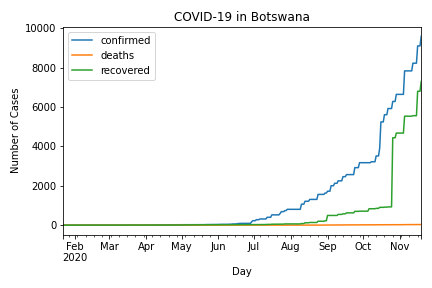 COVID-19 in Botswana
10000
8000
6000
4000
2000
0
Number of Cases
confirmed
deaths
recovered
Feb Mar Apr May Jun Jul Aug Sep Oct Nov
2020
Day